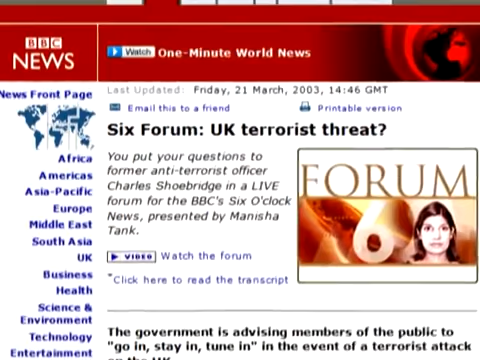 BBC
NEWS
Watch One-Minute World News
Last Updated: Friday, 21 March, 2003, 14:46 GMT
Email this to a friend
Printable version
News Front Page
Africa
Americas
Asia-Pacific
Europe
Middle East
South Asia
UK
Business
Health
Science &
Environment
Technology
Entertainment
Six Forum: UK terrorist threat?
You put your questions to
former anti-terrorist officer
Charles Shoebridge in a LIVE
forum for the BBC's Six O'clock
News, presented by Manisha
Tank.
FORUM
6
VIDEO Watch the forum
Click here to read the transcript
The government is advising members of the public to
"go in, stay in, tune in" in the event of a terrorist attack
on the UK